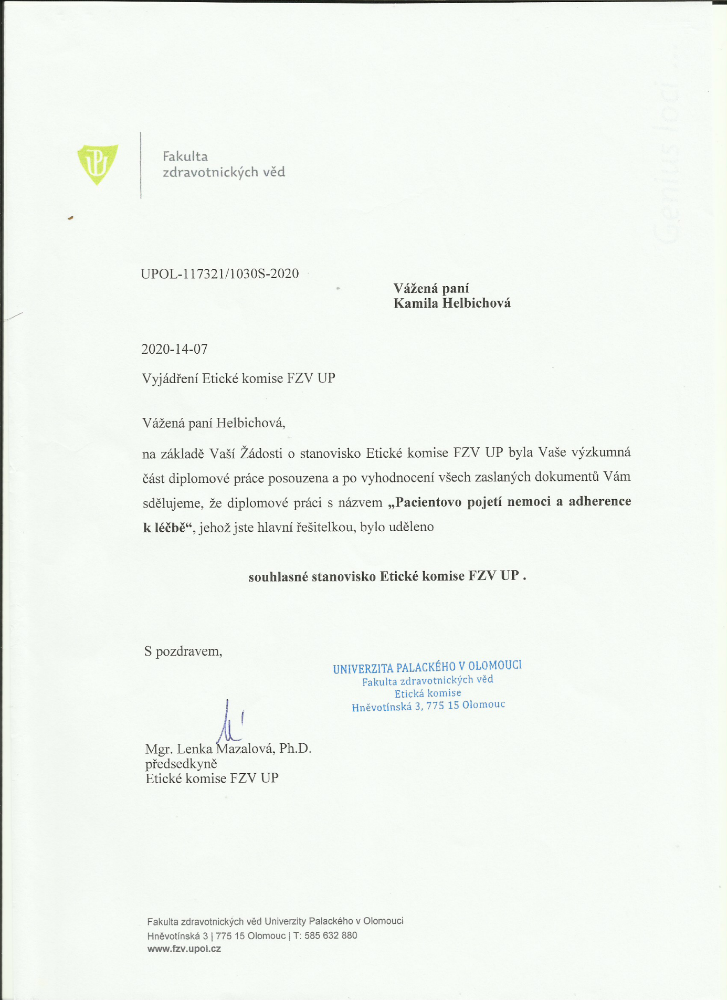 Genius loci ...
Fakulta
zdravotnických věd
UPOL-117321/1030S-2020
Vážená paní
Kamila Helbichová
2020-14-07
Vyjádření Etické komise FZV UP
Vážená paní Helbichová,
na základě Vaší Žádosti o stanovisko Etické komise FZV UP byla Vaše výzkumná
část diplomové práce posouzena a po vyhodnocení všech zaslaných dokumentů Vám
sdělujeme, že diplomové práci s názvem „Pacientovo pojetí nemoci a adherence
k léčbě“, jehož jste hlavní řešitelkou, bylo uděleno
souhlasné stanovisko Etické komise FZV UP .
S pozdravem,
UNIVERZITA PALACKÉHO V OLOMOUCI
Fakulta zdravotnických věd
Etická komise
Hněvotínská 3, 775 15 Olomouc
Mgr. Lenka Mazalová, Ph.D.
předsedkyně
Etické komise FZV UP
Fakulta zdravotnických věd Univerzity Palackého v Olomouci
Hněvotínská 3 | 775 15 Olomouc | T: 585 632 880
www.fzv.upol.cz